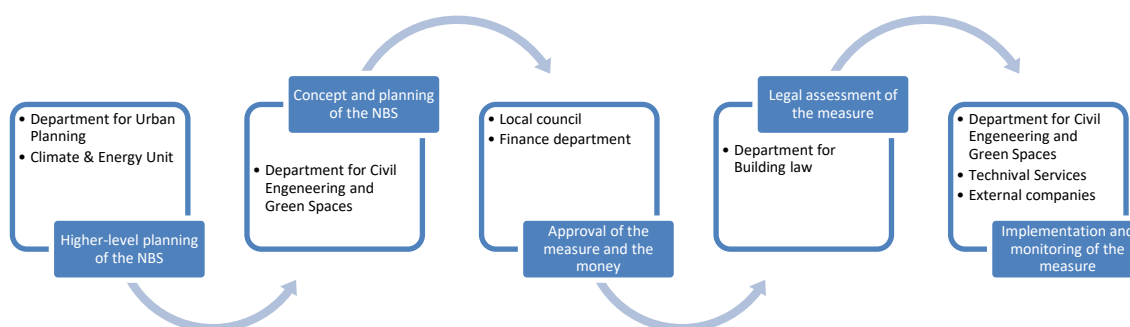 • Department for Urban
Planning
• Climate & Energy Unit
Higher-level planning
of the NBS
Concept and planning
of the NBS
• Department for Civil
Engeneering and
Green Spaces
• Local council
• Finance department
Approval of the
measure and the
money
Legal assessment of
the measure
• Department for
Building law
• Department for Civil
Engeneering and
Green Spaces
• Technival Services
• External companies
Implementation and
monitoring of the
measure